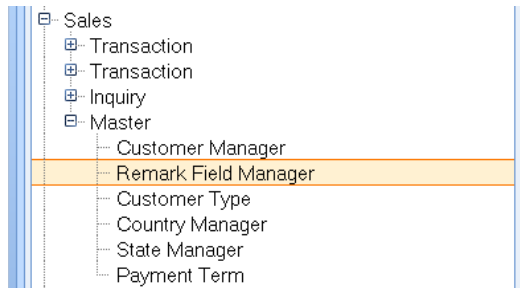 Sales
Transaction
Transaction
Inquiry
Master
Customer Manager
Remark Field Manager
Customer Type
Country Manager
State Manager
Payment Term